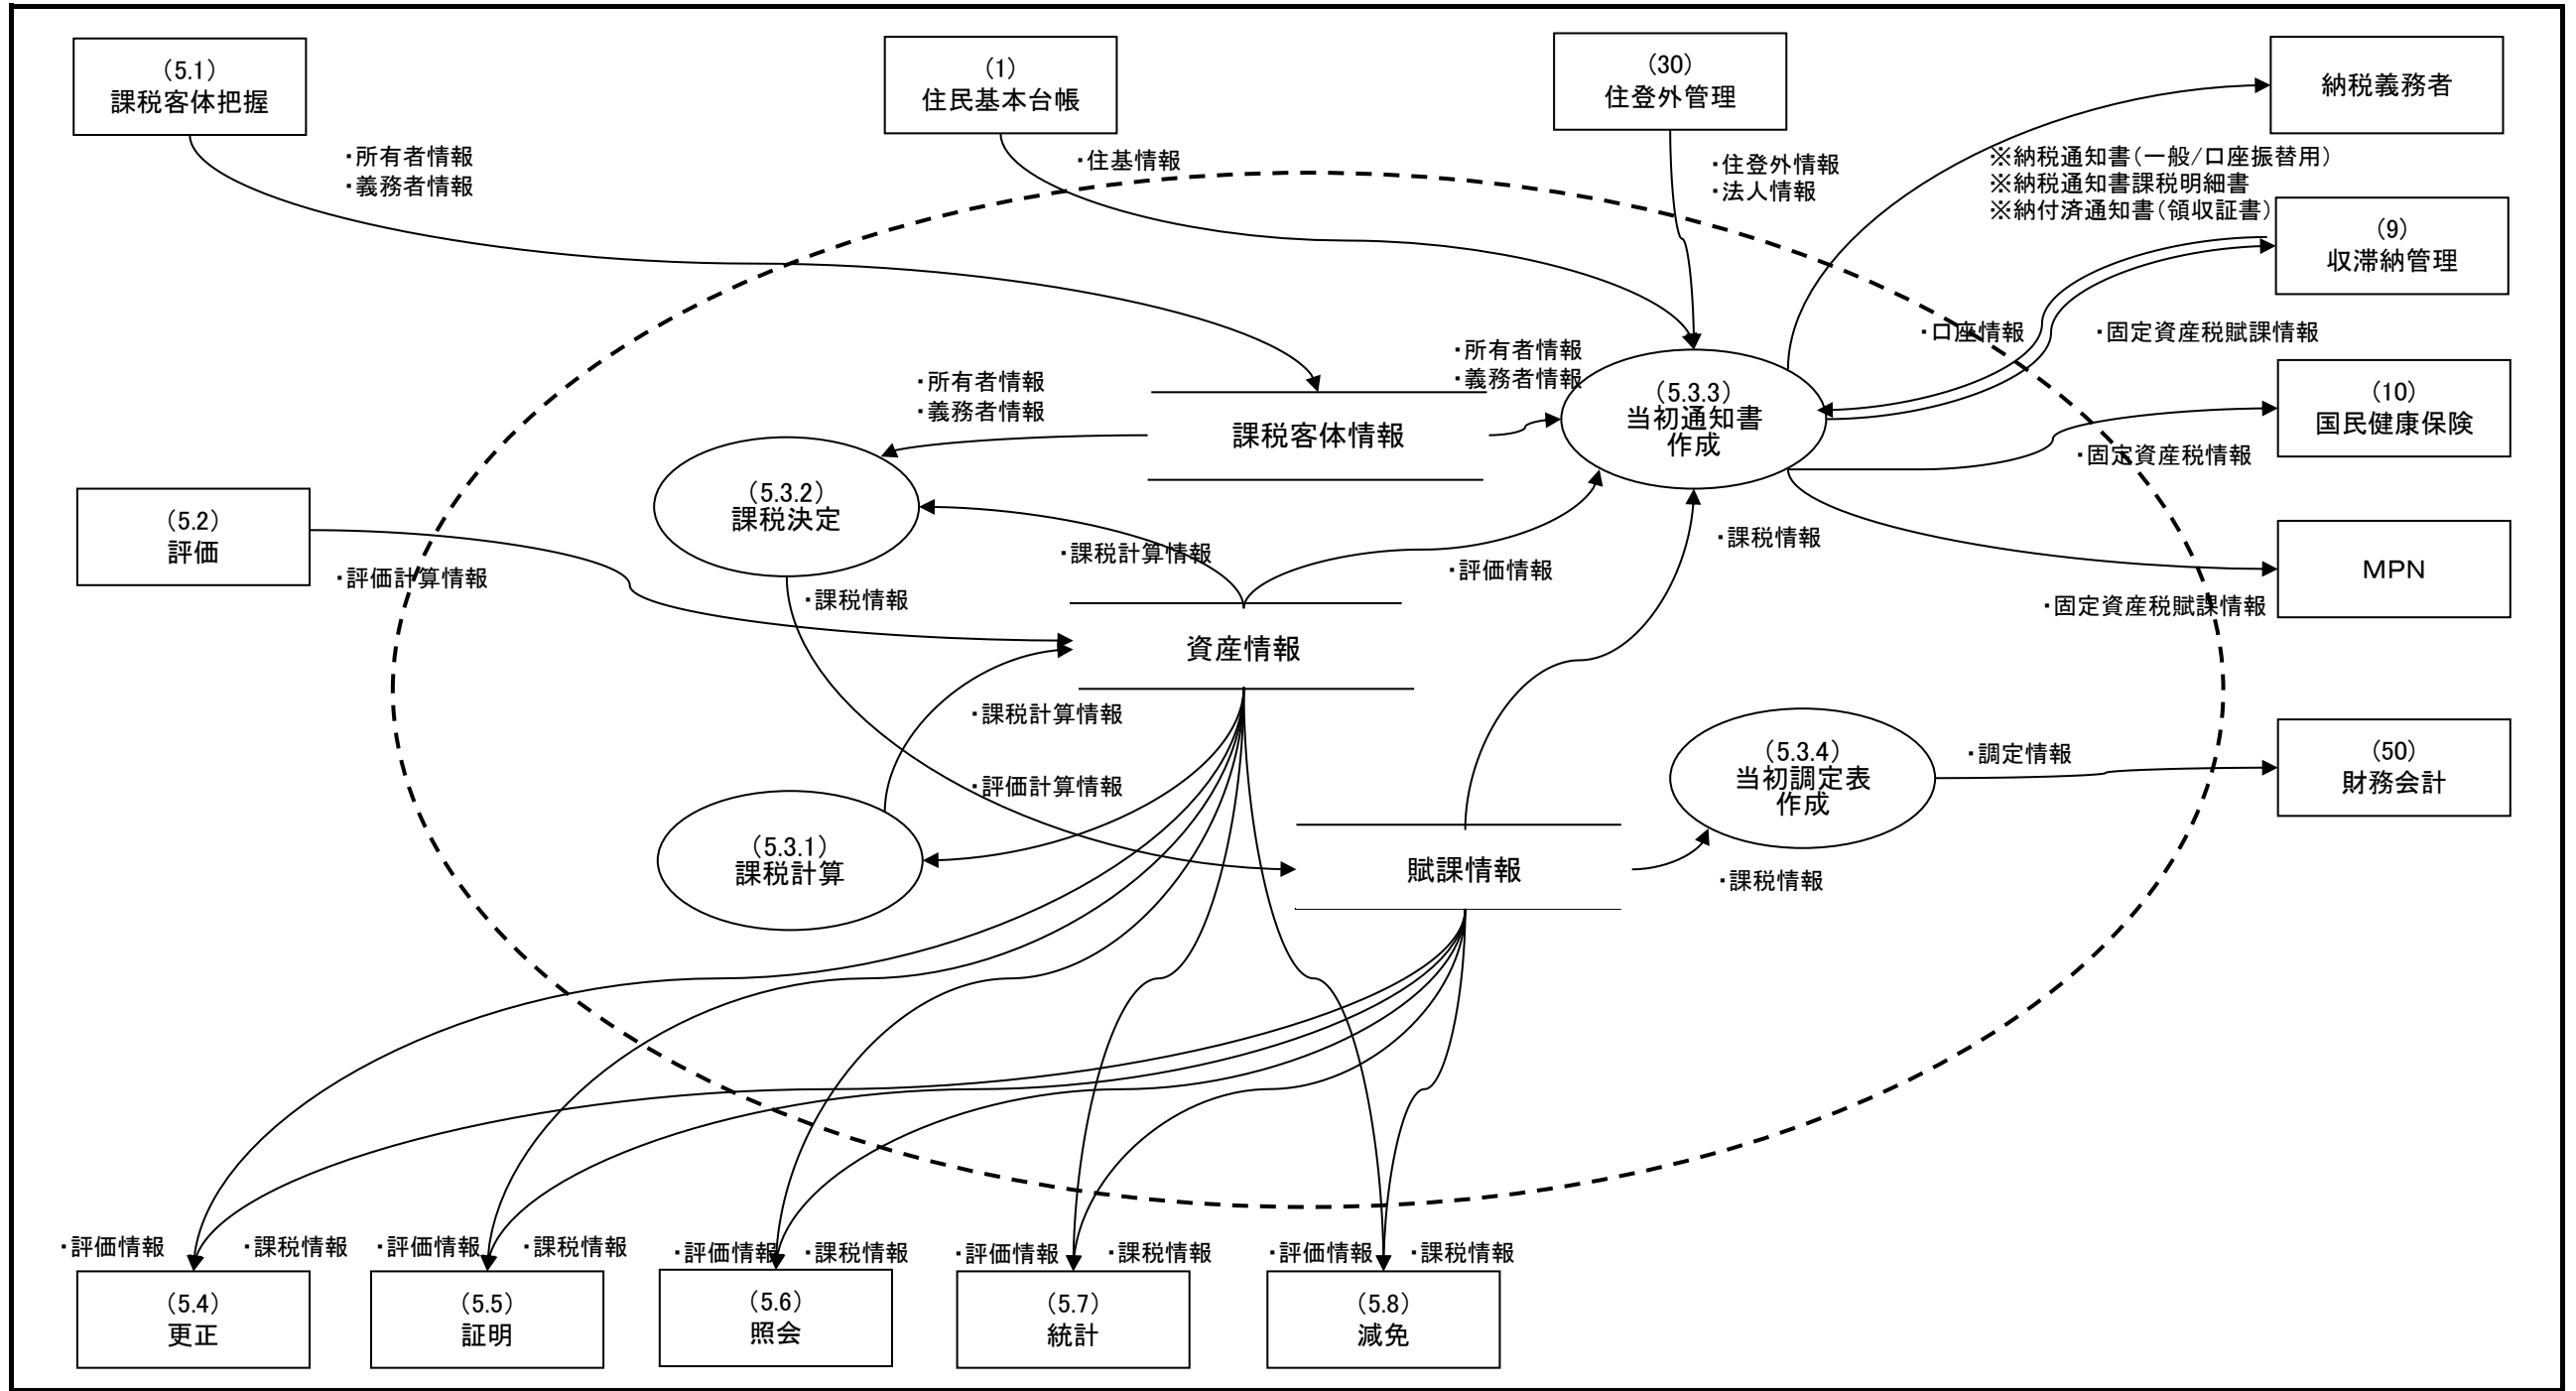 （5.1）
課税客体把握
（1）
住民基本台帳
（30）
住登外管理
納税義務者
・所有者情報
・義務者情報
・住基情報
・住登外情報
・法人情報
※納税通知書（一般/口座振替用）
※納税通知書課税明細書
※納付済通知書（領収証書）
（9）
収滞納管理
・口座情報
・固定資産税賦課情報
・所有者情報
・義務者情報
・所有者情報
・義務者情報
（5.3.3）
当初通知書
作成
（10）
国民健康保険
課税客体情報
・固定資産税情報
（5.3.2）
課税決定
（5.2）
評価
・課税情報
・課税計算情報
・評価情報
MPN
・評価計算情報
・課税情報
・固定資産税賦課情報
資産情報
・課税計算情報
（5.3.4）
当初調定表
作成
・調定情報
（50）
財務会計
・評価計算情報
（5.3.1）
課税計算
賦課情報
・課税情報
・評価情報
・課税情報
・評価情報
・課税情報
・評価情報
・課税情報
・評価情報
・課税情報
・評価情報
・課税情報
（5.4）
更正
（5.5）
証明
（5.6）
照会
（5.7）
統計
（5.8）
減免